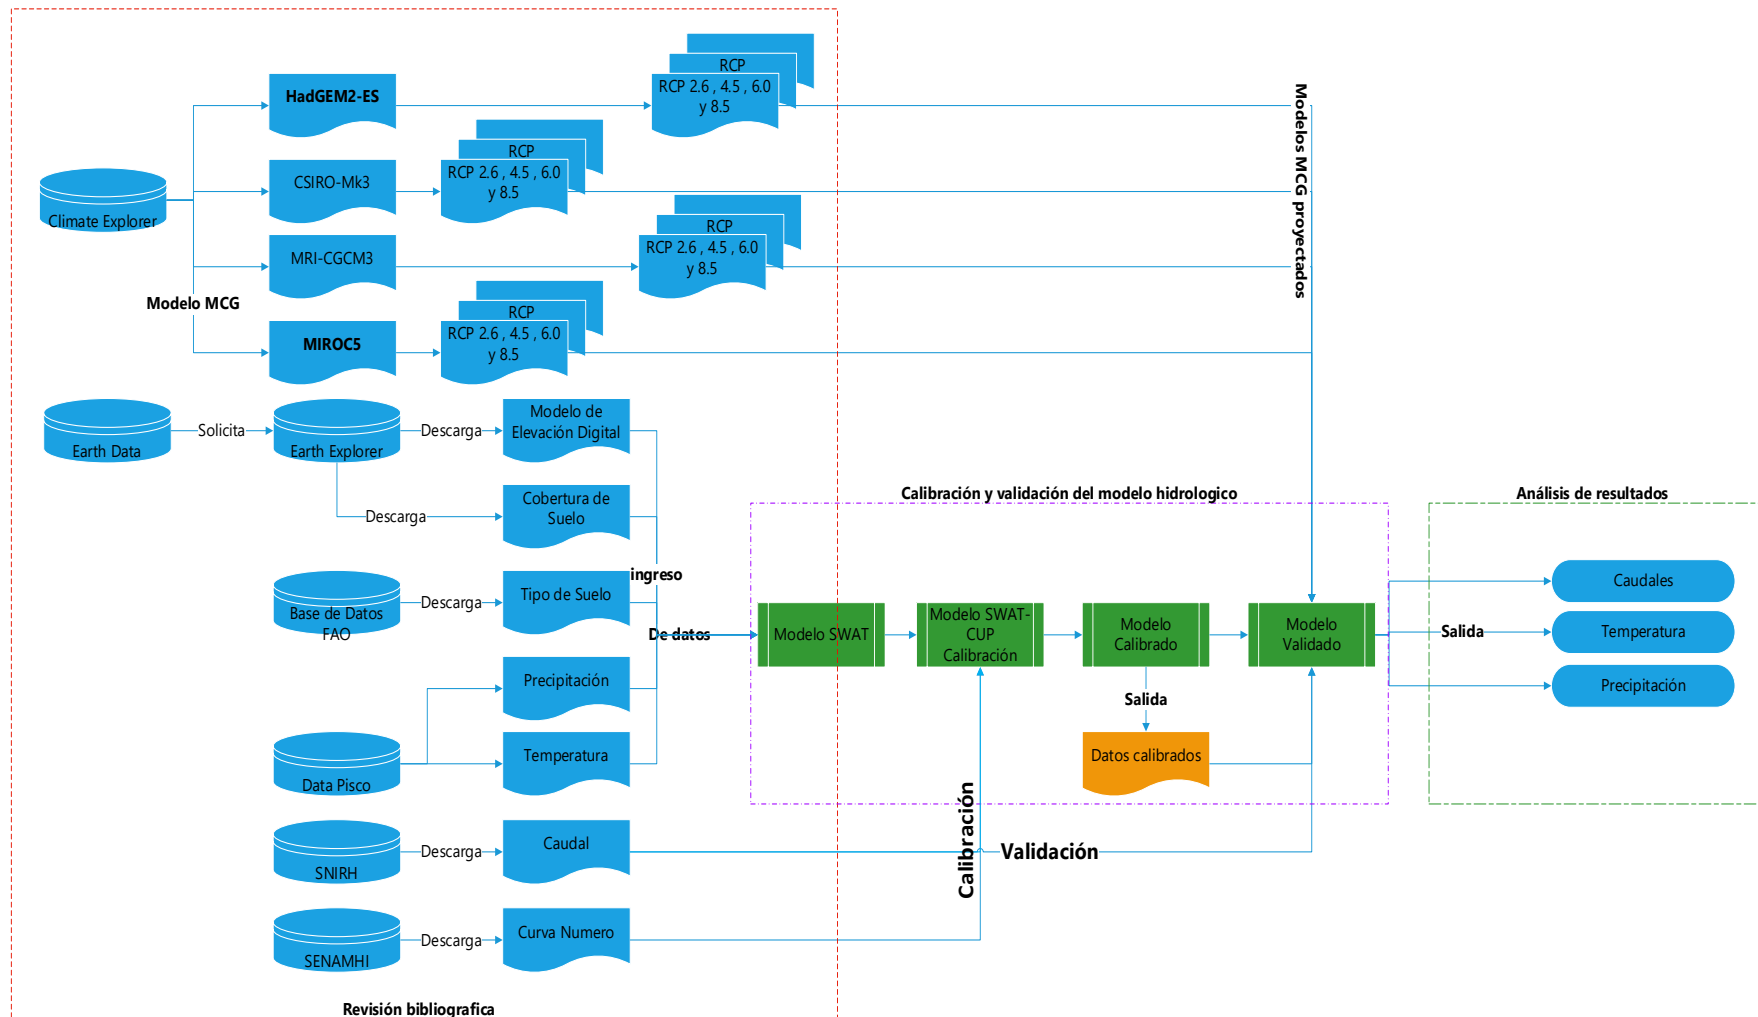 RCP
HadGEM2-ES
RCP 2.6 , 4.5 , 6.0
y 8.5
RCP
CSIRO-Mk3
RCP 2.6 , 4.5 , 6.0
y 8.5
Climate Explorer
RCP
MRI-CGCM3
RCP 2.6 , 4.5 , 6.0
y 8.5
Modelo MCG
RCP
MIROC5
RCP 2.6 , 4.5 , 6.0
y 8.5
Modelos MCG proyectados
Earth Data
Solicita
Earth Explorer
Descarga
Modelo de
Elevación Digital
Descarga
Cobertura de
Suelo
Base de Datos
FAO
Descarga
Tipo de Suelo
ingreso
De datos
Precipitación
Data Pisco
Temperatura
SNIRH
Descarga
Caudal
SENAMHI
Descarga
Curva Numero
Revisión bibliografica
Calibración y validación del modelo hidrologico
Modelo SWAT
Modelo SWAT-
CUP
Calibración
Modelo
Calibrado
Modelo
Validado
Salida
Datos calibrados
Calibración
Validación
Análisis de resultados
Salida
Caudales
Temperatura
Precipitación